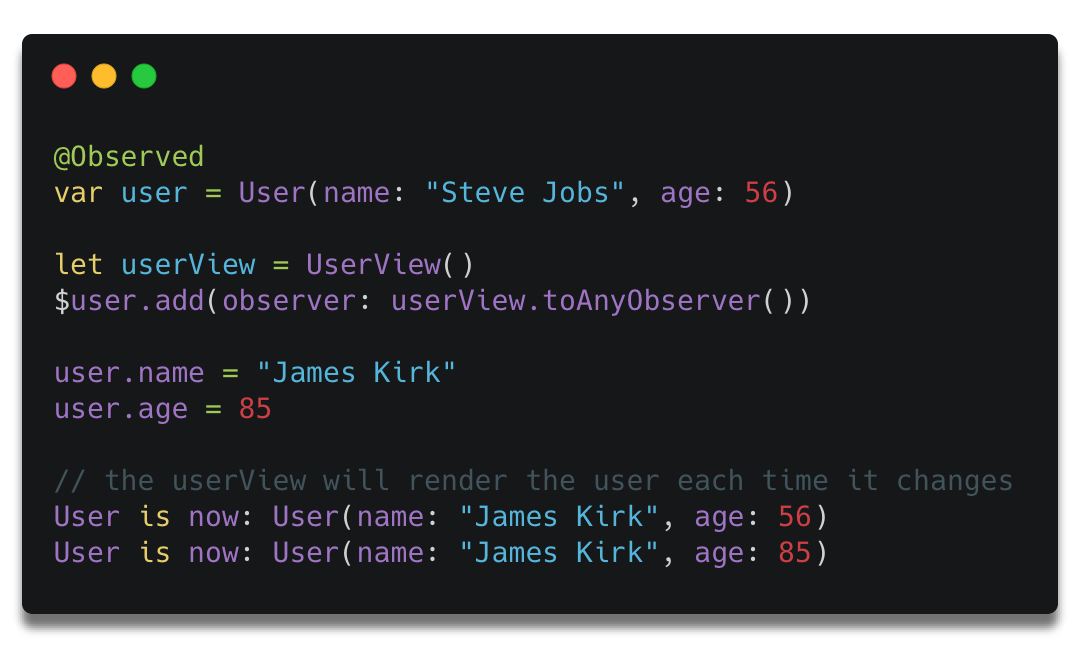 @Observed
var user = User(name: "Steve Jobs", age: 56)
let userView = UserView()
$user.add(observer: userView.toAnyObserver())
user.name = "James Kirk"
user.age = 85
// the userView will render the user each time it changes
User is now: User(name: "James Kirk", age: 56)
User is now: User(name: "James Kirk", age: 85)